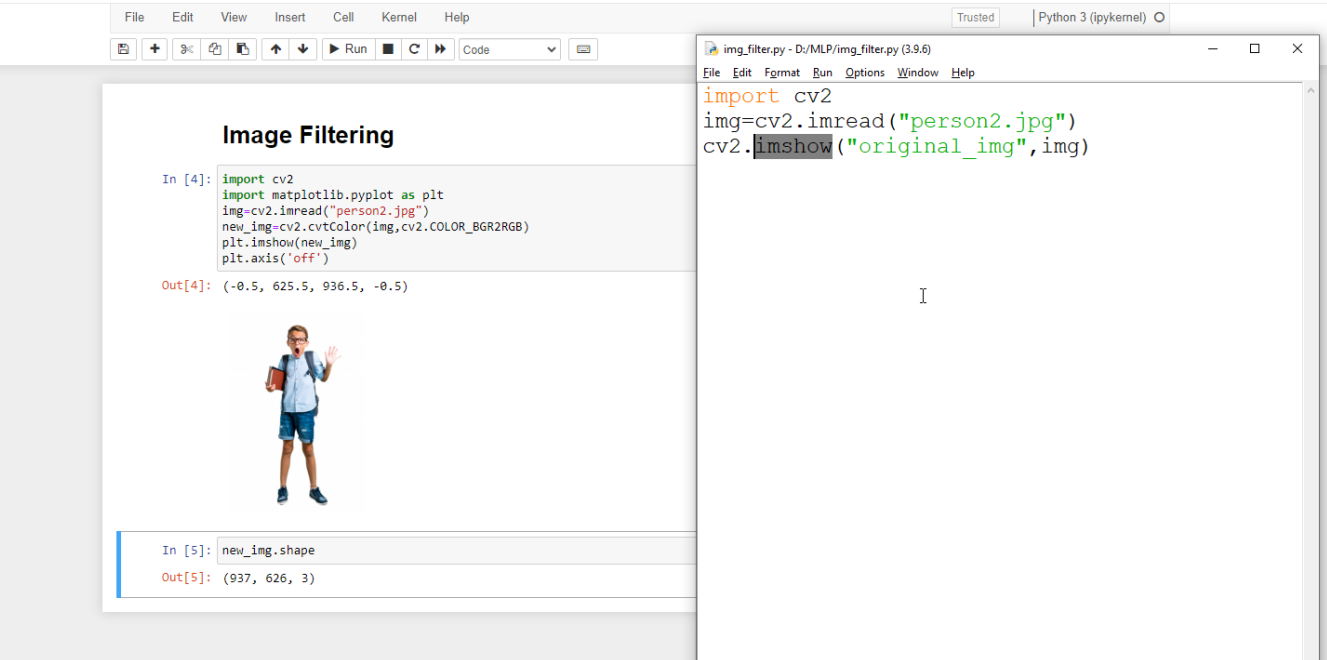 File Edit View Insert Cell Kernel Help Trusted Python 3 (ipykernel)
Run Code
Image Filtering
In [4]: import cv2
import matplotlib.pyplot as plt
img=cv2.imread("person2.jpg")
new_img=cv2.cvtColor(img,cv2.COLOR_BGR2RGB)
plt.imshow(new_img)
plt.axis('off')
Out[4]: (-0.5, 625.5, 936.5, -0.5)
In [5]: new_img.shape
Out[5]: (937, 626, 3)
img_filter.py - D:/MLP/img_filter.py (3.9.6)
File Edit Format Run Options Window Help
import cv2
img=cv2.imread("person2.jpg")
cv2.imshow("original_img",img)